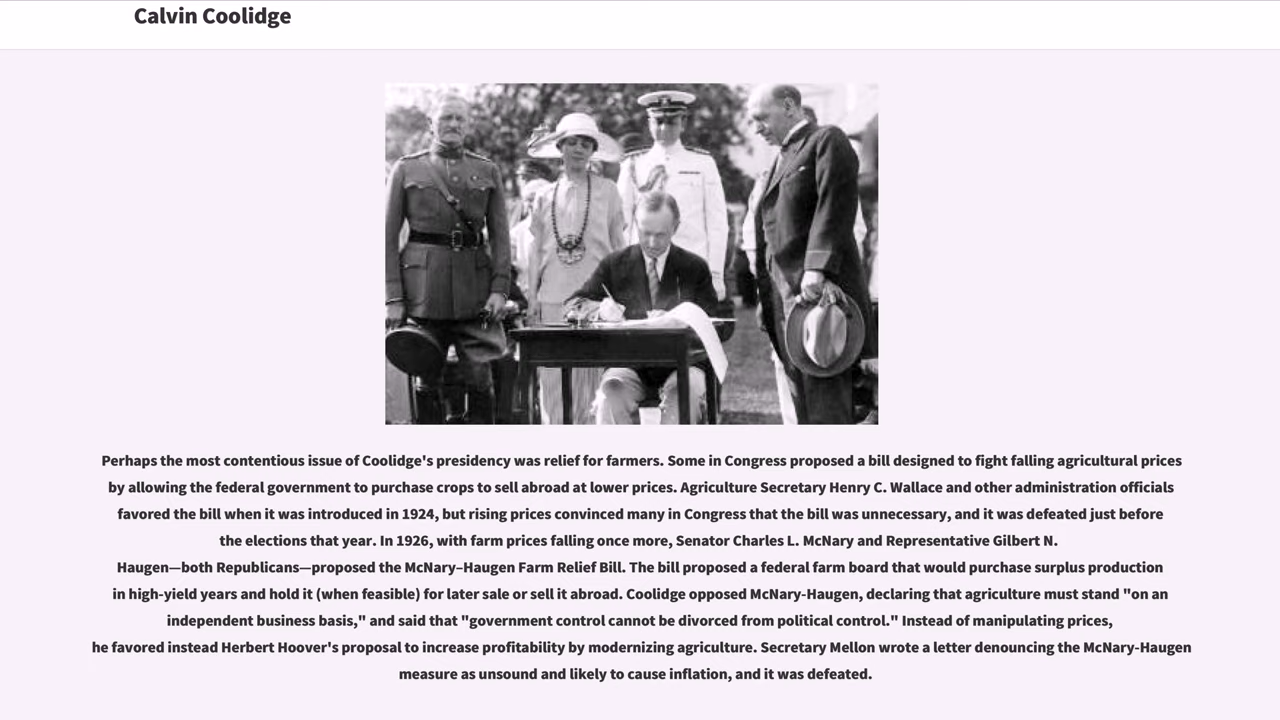 Calvin Coolidge
Perhaps the most contentious issue of Coolidge's presidency was relief for farmers. Some in Congress proposed a bill designed to fight falling agricultural prices
by allowing the federal government to purchase crops to sell abroad at lower prices. Agriculture Secretary Henry C. Wallace and other administration officials
favored the bill when it was introduced in 1924, but rising prices convinced many in Congress that the bill was unnecessary, and it was defeated just before
the elections that year. In 1926, with farm prices falling once more, Senator Charles L. McNary and Representative Gilbert N.
Haugen—both Republicans—proposed the McNary–Haugen Farm Relief Bill. The bill proposed a federal farm board that would purchase surplus production
in high-yield years and hold it (when feasible) for later sale or sell it abroad. Coolidge opposed McNary-Haugen, declaring that agriculture must stand "on an
independent business basis," and said that "government control cannot be divorced from political control." Instead of manipulating prices,
he favored instead Herbert Hoover's proposal to increase profitability by modernizing agriculture. Secretary Mellon wrote a letter denouncing the McNary-Haugen
measure as unsound and likely to cause inflation, and it was defeated.